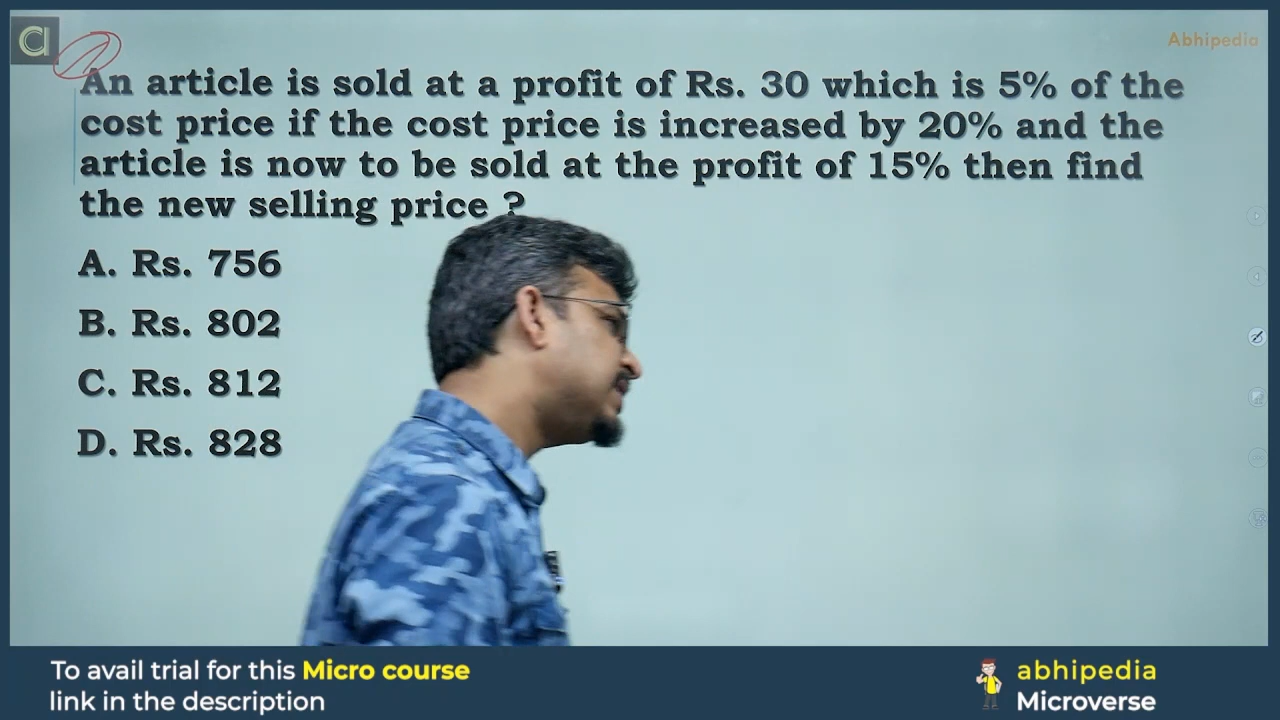 a
Abhipedia
An article is sold at a profit of Rs. 30 which is 5% of the
cost price if the cost price is increased by 20% and the
article is now to be sold at the profit of 15% then find
the new selling price ?
A. Rs. 756
B. Rs. 802
C. Rs. 812
D. Rs. 828
To avail trial for this Micro course
link in the description
abhipedia
Microverse